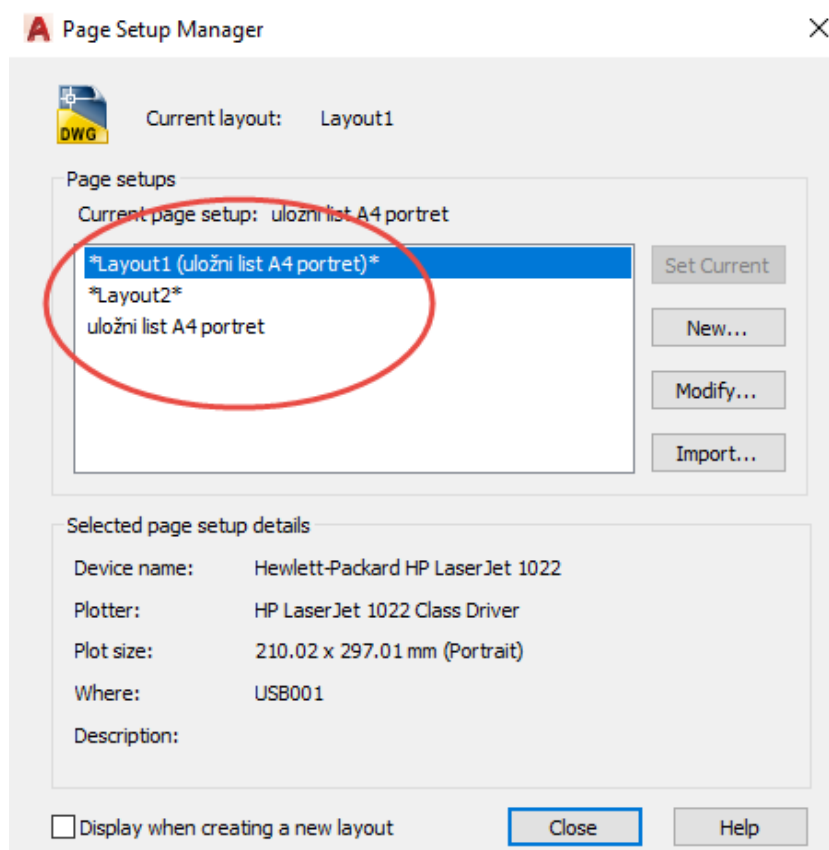 Page Setup Manager
DWG
Current layout: Layout1
Page setups
Current page setup: uložni list A4 portret
*Layout1 (uložni list A4 portret)*
*Layout2*
uložni list A4 portret
Set Current
New...
Modify...
Import...
Selected page setup details
Device name: Hewlett-Packard HP LaserJet 1022
Plotter: HP LaserJet 1022 Class Driver
Plot size: 210.02 x 297.01 mm (Portrait)
Where: USB001
Description:
Display when creating a new layout
Close
Help